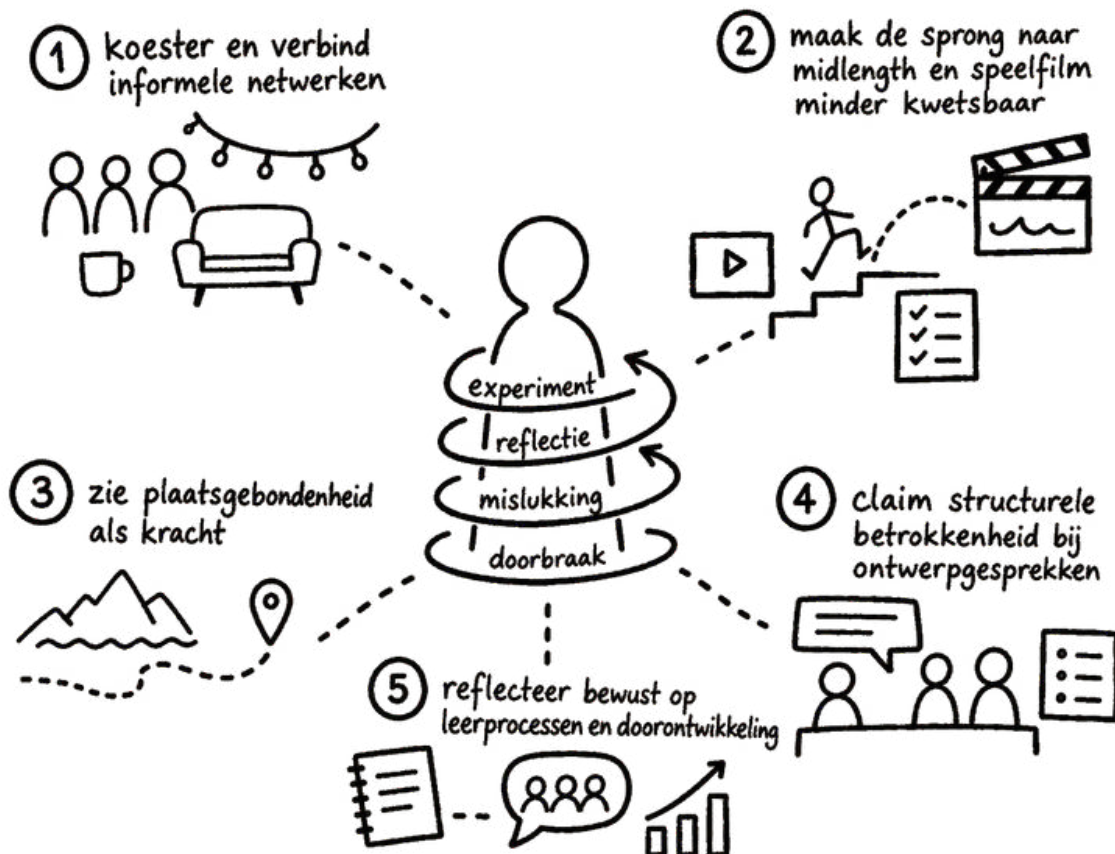 1
koester en verbind
informele netwerken
2
maak de sprong naar
midlength en speelfilm
minder kwetsbaar
experiment
reflectie
mislukking
doorbraak
3
zie plaatsgebondenheid
als kracht
4
claim structurele
betrokkenheid bij
ontwerpgesprekken
5
reflecteer bewust op
leerprocessen en doorontwikkeling